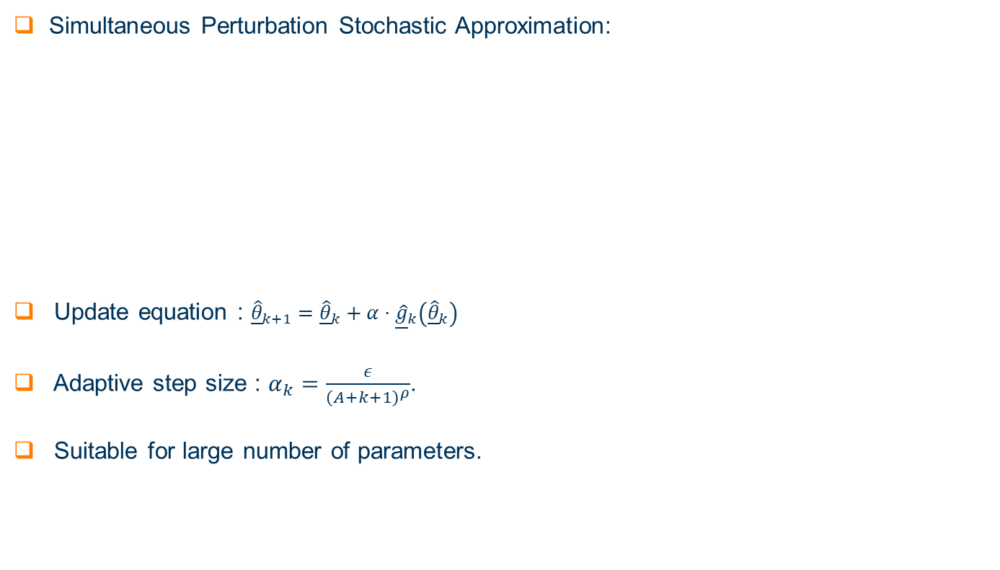 ❑ Simultaneous Perturbation Stochastic Approximation:
❑ Update equation : $\underline{\hat{\theta}}_{k+1} = \underline{\hat{\theta}}_k + \alpha \cdot \underline{\hat{g}}_k(\underline{\hat{\theta}}_k)$
❑ Adaptive step size : $\alpha_k = \frac{\epsilon}{(A+k+1)^\rho}$.
❑ Suitable for large number of parameters.